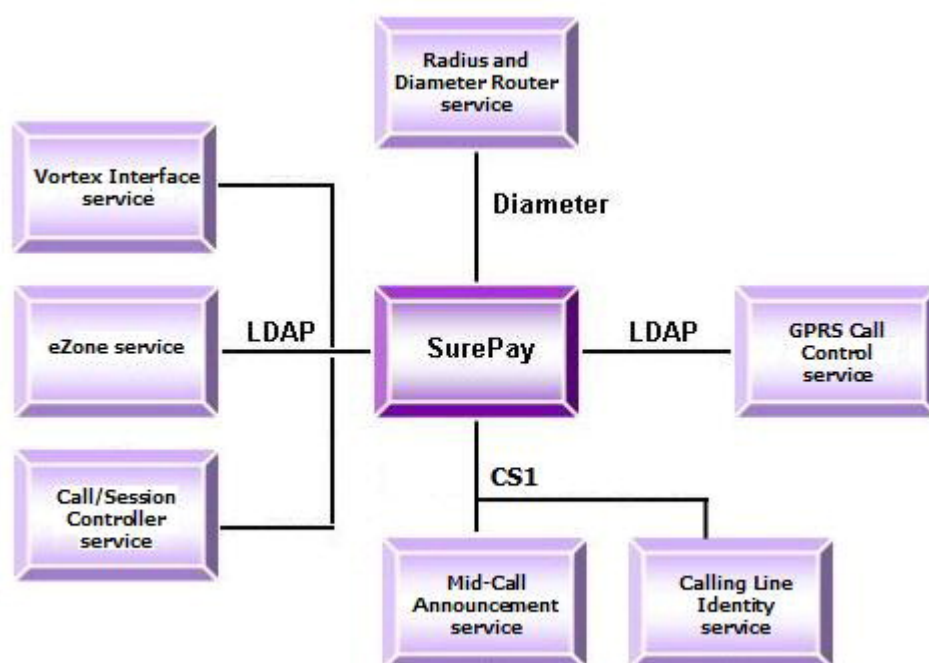 Radius and
Diameter Router
service
Vortex Interface
service
Diameter
eZone service
LDAP
SurePay
LDAP
GPRS Call
Control
service
Call/Session
Controller
service
CS1
Mid-Call
Announcement
service
Calling Line
Identity
service